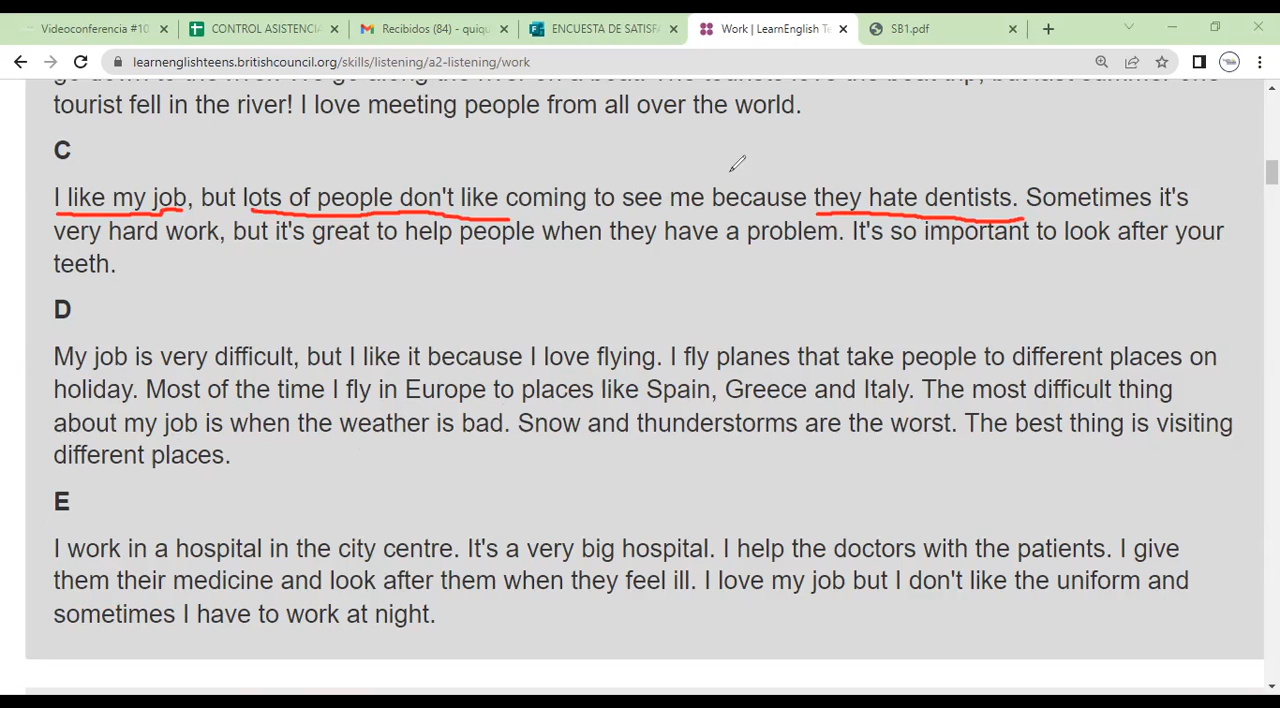 Videoconferencia #10
CONTROL ASISTENCIA
Recibidos (84) - quiqu
ENCUESTA DE SATISF
Work | LearnEnglish Te
SB1.pdf
learnenglishteens.britishcouncil.org/skills/listening/a2-listening/work
tourist fell in the river! I love meeting people from all over the world.
C
I like my job, but lots of people don't like coming to see me because they hate dentists. Sometimes it's
very hard work, but it's great to help people when they have a problem. It's so important to look after your
teeth.
D
My job is very difficult, but I like it because I love flying. I fly planes that take people to different places on
holiday. Most of the time I fly in Europe to places like Spain, Greece and Italy. The most difficult thing
about my job is when the weather is bad. Snow and thunderstorms are the worst. The best thing is visiting
different places.
E
I work in a hospital in the city centre. It's a very big hospital. I help the doctors with the patients. I give
them their medicine and look after them when they feel ill. I love my job but I don't like the uniform and
sometimes I have to work at night.